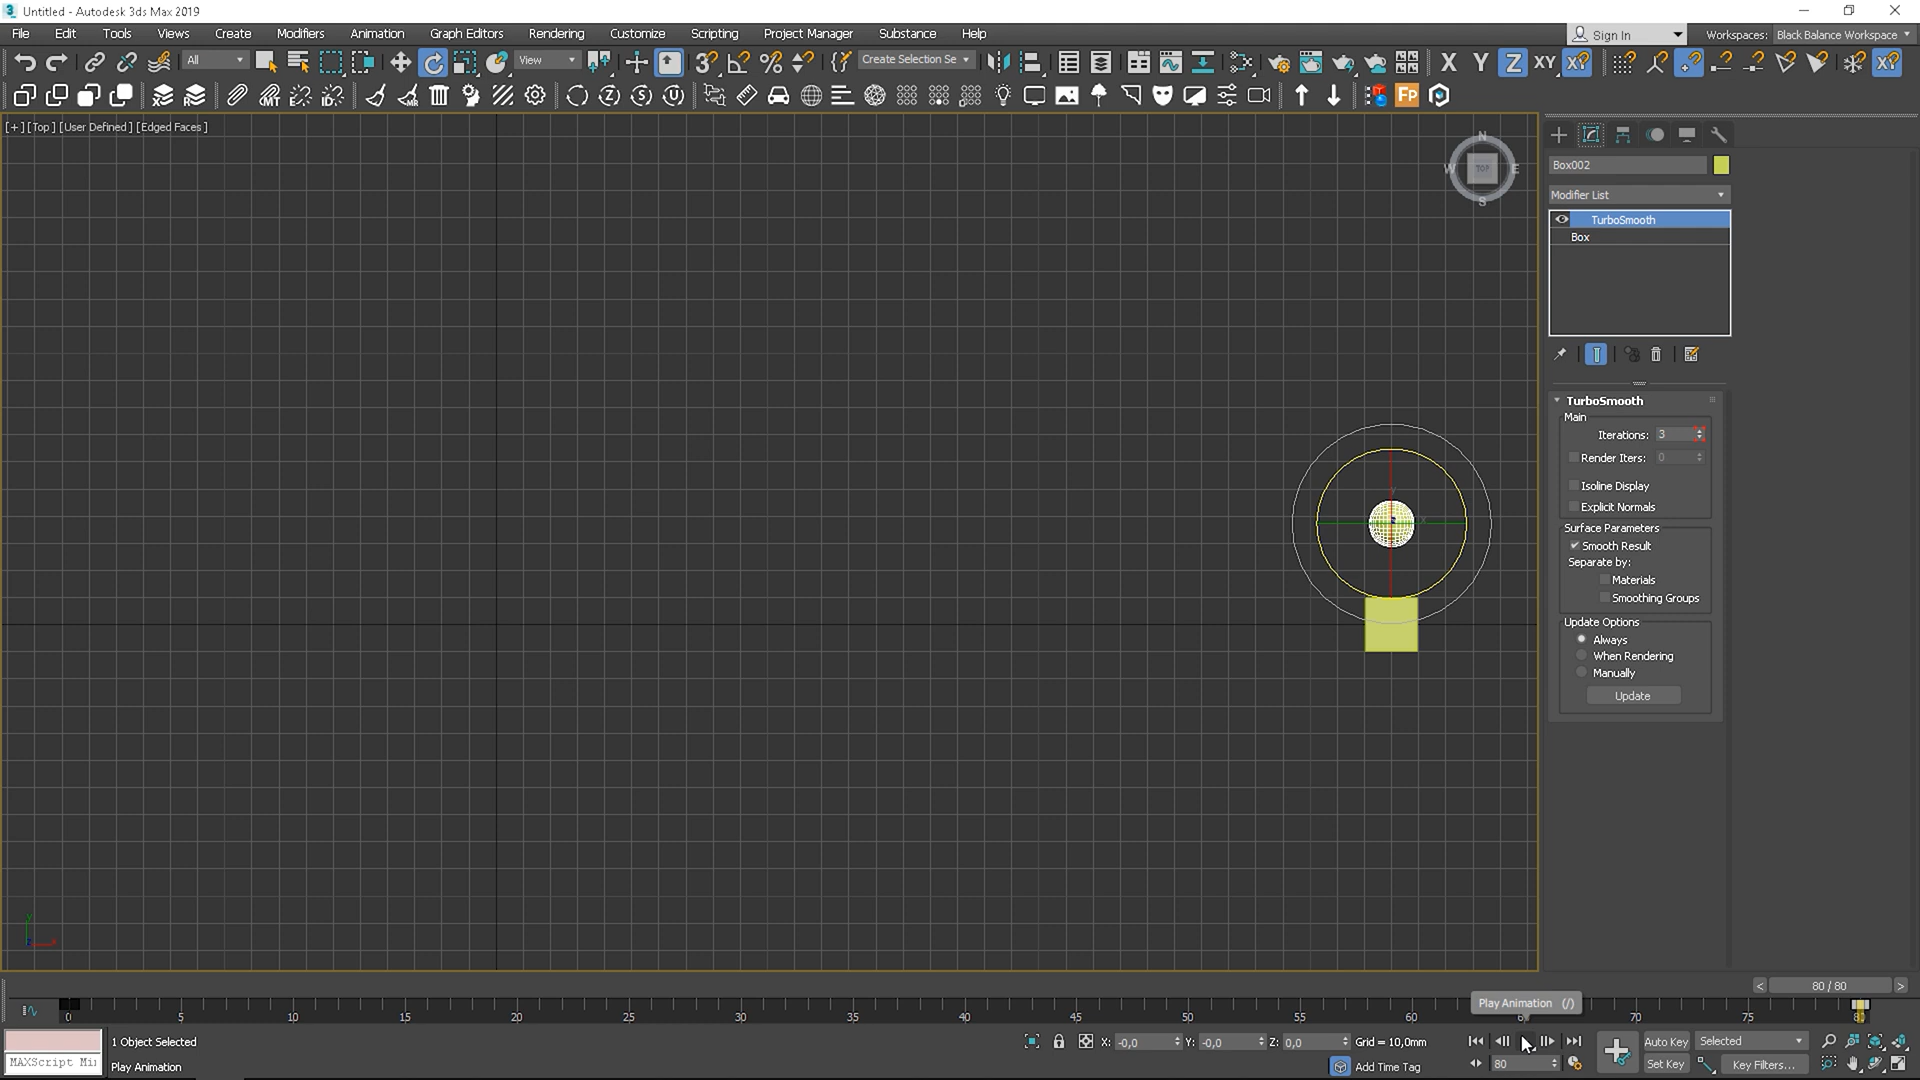 Untitled - Autodesk 3ds Max 2019
File Edit Tools Views Create Modifiers Animation Graph Editors Rendering Customize Scripting Project Manager Substance Help Sign In Workspaces: Black Balance Workspace
All View Create Selection Se X Y Z XY
Fp
[+] [Top ] [User Defined ] [Edged Faces ]
N
W TOP E
S
Box002
Modifier List
TurboSmooth
Box
TurboSmooth
Main
Iterations: 3
Render Iters: 0
Isoline Display
Explicit Normals
Surface Parameters
Smooth Result
Separate by:
Materials
Smoothing Groups
Update Options
Always
When Rendering
Manually
Update
80 / 80
Play Animation (/)
0 5 10 15 20 25 30 35 40 45 50 55 60 70 75 80
1 Object Selected X: -0,0 Y: -0,0 Z: 0,0 Grid = 10,0mm Auto Key Selected
MAXScript Mi
Play Animation Add Time Tag 80 Set Key Key Filters...